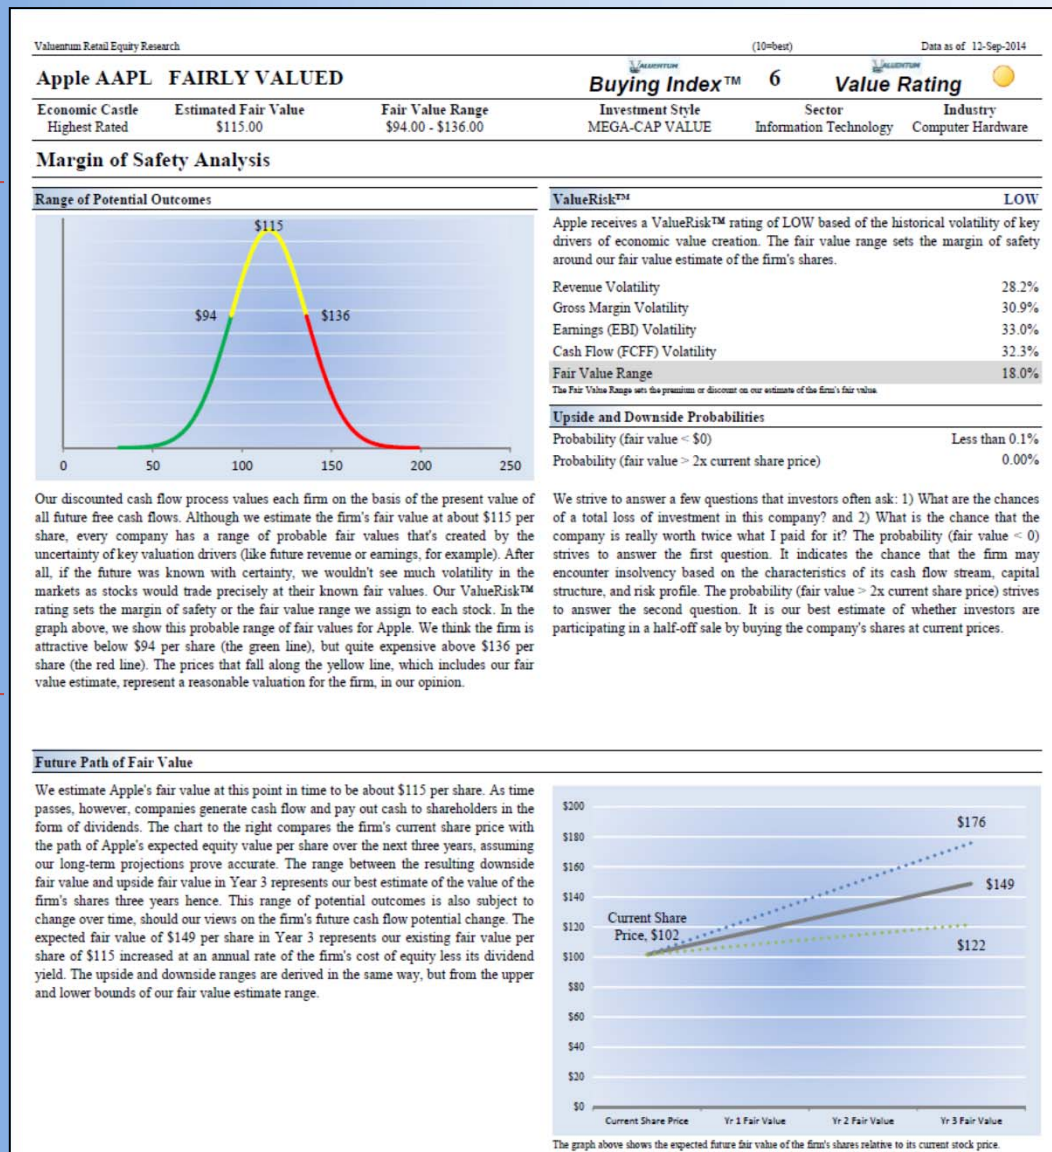 Valuentum Retail Equity Research (10=best) Data as of 12-Sep-2014
Apple AAPL FAIRLY VALUED VALUENTUM Buying Index™ 6 VALUENTUM Value Rating
Economic Castle Estimated Fair Value Fair Value Range Investment Style Sector Industry
Highest Rated $115.00 $94.00 - $136.00 MEGA-CAP VALUE Information Technology Computer Hardware
Margin of Safety Analysis
Range of Potential Outcomes
$115
$94 $136
0 50 100 150 200 250
Our discounted cash flow process values each firm on the basis of the present value of
all future free cash flows. Although we estimate the firm's fair value at about $115 per
share, every company has a range of probable fair values that's created by the
uncertainty of key valuation drivers (like future revenue or earnings, for example). After
all, if the future was known with certainty, we wouldn't see much volatility in the
markets as stocks would trade precisely at their known fair values. Our ValueRisk™
rating sets the margin of safety or the fair value range we assign to each stock. In the
graph above, we show this probable range of fair values for Apple. We think the firm is
attractive below $94 per share (the green line), but quite expensive above $136 per
share (the red line). The prices that fall along the yellow line, which includes our fair
value estimate, represent a reasonable valuation for the firm, in our opinion.
ValueRisk™ LOW
Apple receives a ValueRisk™ rating of LOW based of the historical volatility of key
drivers of economic value creation. The fair value range sets the margin of safety
around our fair value estimate of the firm's shares.
Revenue Volatility 28.2%
Gross Margin Volatility 30.9%
Earnings (EBI) Volatility 33.0%
Cash Flow (FCFF) Volatility 32.3%
Fair Value Range 18.0%
The Fair Value Range sets the premium or discount on our estimate of the firm's fair value.
Upside and Downside Probabilities
Probability (fair value < $0) Less than 0.1%
Probability (fair value > 2x current share price) 0.00%
We strive to answer a few questions that investors often ask: 1) What are the chances
of a total loss of investment in this company? and 2) What is the chance that the
company is really worth twice what I paid for it? The probability (fair value < 0)
strives to answer the first question. It indicates the chance that the firm may
encounter insolvency based on the characteristics of its cash flow stream, capital
structure, and risk profile. The probability (fair value > 2x current share price) strives
to answer the second question. It is our best estimate of whether investors are
participating in a half-off sale by buying the company's shares at current prices.
Future Path of Fair Value
We estimate Apple's fair value at this point in time to be about $115 per share. As time
passes, however, companies generate cash flow and pay out cash to shareholders in the
form of dividends. The chart to the right compares the firm's current share price with
the path of Apple's expected equity value per share over the next three years, assuming
our long-term projections prove accurate. The range between the resulting downside
fair value and upside fair value in Year 3 represents our best estimate of the value of the
firm's shares three years hence. This range of potential outcomes is also subject to
change over time, should our views on the firm's future cash flow potential change. The
expected fair value of $149 per share in Year 3 represents our existing fair value per
share of $115 increased at an annual rate of the firm's cost of equity less its dividend
yield. The upside and downside ranges are derived in the same way, but from the upper
and lower bounds of our fair value estimate range.
$200
$180
$160
$140
$120
$100
$80
$60
$40
$20
$0
$176
$149
$122
Current Share
Price, $102
Current Share Price Yr 1 Fair Value Yr 2 Fair Value Yr 3 Fair Value
The graph above shows the expected future fair value of the firm's shares relative to its current stock price.